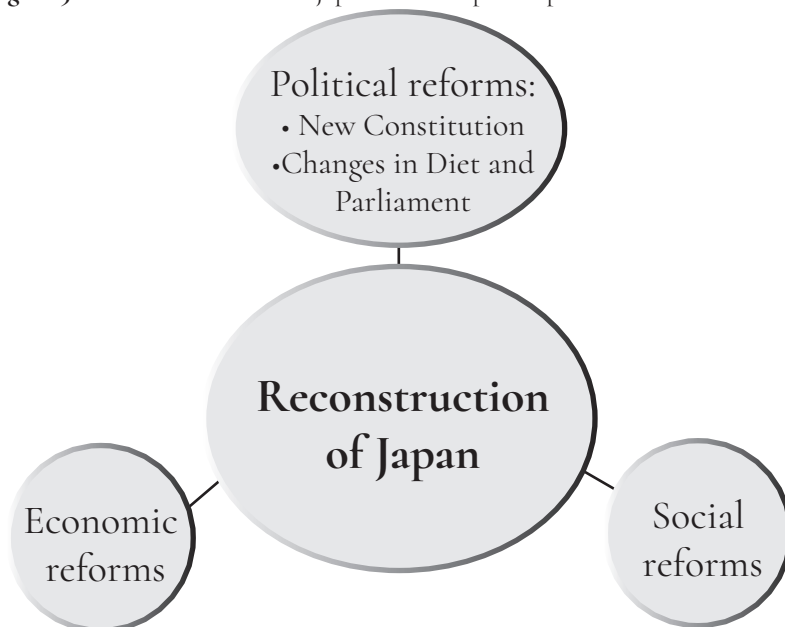 Political reforms:
• New Constitution
•Changes in Diet and
Parliament
Reconstruction
of Japan
Economic
reforms
Social
reforms